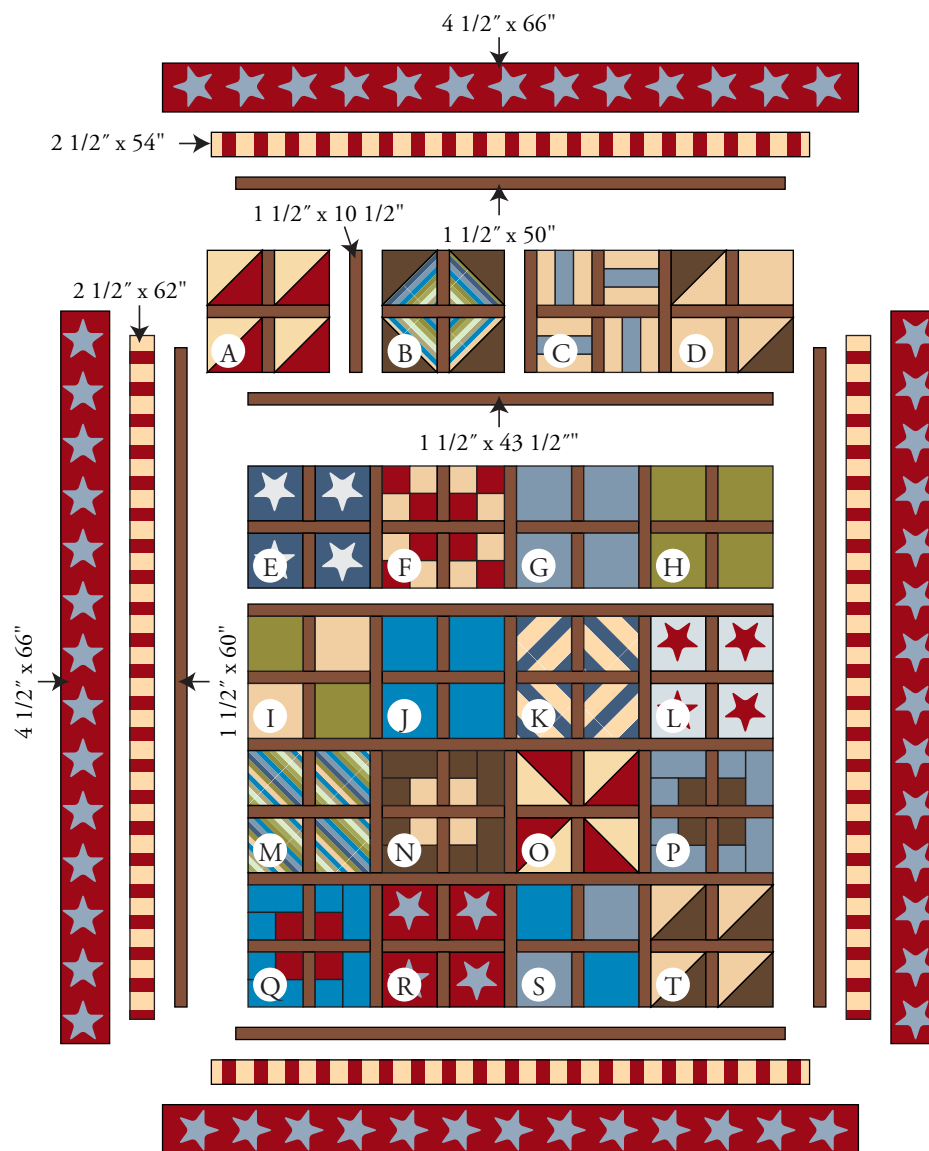 4 1/2″ x 66"
2 1/2″ x 54"
1 1/2″ x 10 1/2"
1 1/2″ x 50"
2 1/2″ x 62"
A
B
C
D
1 1/2″ x 43 1/2″"
E
F
G
H
4 1/2″ x 66"
1 1/2″ x 60"
I
J
K
L
M
N
O
P
Q
R
S
T